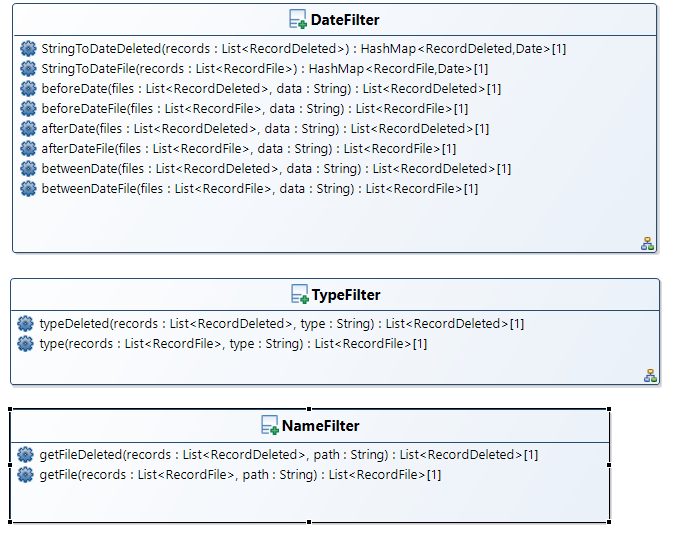 DateFilter
StringToDateDeleted(records : List<RecordDeleted>) : HashMap<RecordDeleted,Date>[1]
StringToDateFile(records : List<RecordFile>) : HashMap<RecordFile,Date>[1]
beforeDate(files : List<RecordDeleted>, data : String) : List<RecordDeleted>[1]
beforeDateFile(files : List<RecordFile>, data : String) : List<RecordFile>[1]
afterDate(files : List<RecordDeleted>, data : String) : List<RecordDeleted>[1]
afterDateFile(files : List<RecordFile>, data : String) : List<RecordFile>[1]
betweenDate(files : List<RecordDeleted>, data : String) : List<RecordDeleted>[1]
betweenDateFile(files : List<RecordFile>, data : String) : List<RecordFile>[1]
TypeFilter
typeDeleted(records : List<RecordDeleted>, type : String) : List<RecordDeleted>[1]
type(records : List<RecordFile>, type : String) : List<RecordFile>[1]
NameFilter
getFileDeleted(records : List<RecordDeleted>, path : String) : List<RecordDeleted>[1]
getFile(records : List<RecordFile>, path : String) : List<RecordFile>[1]